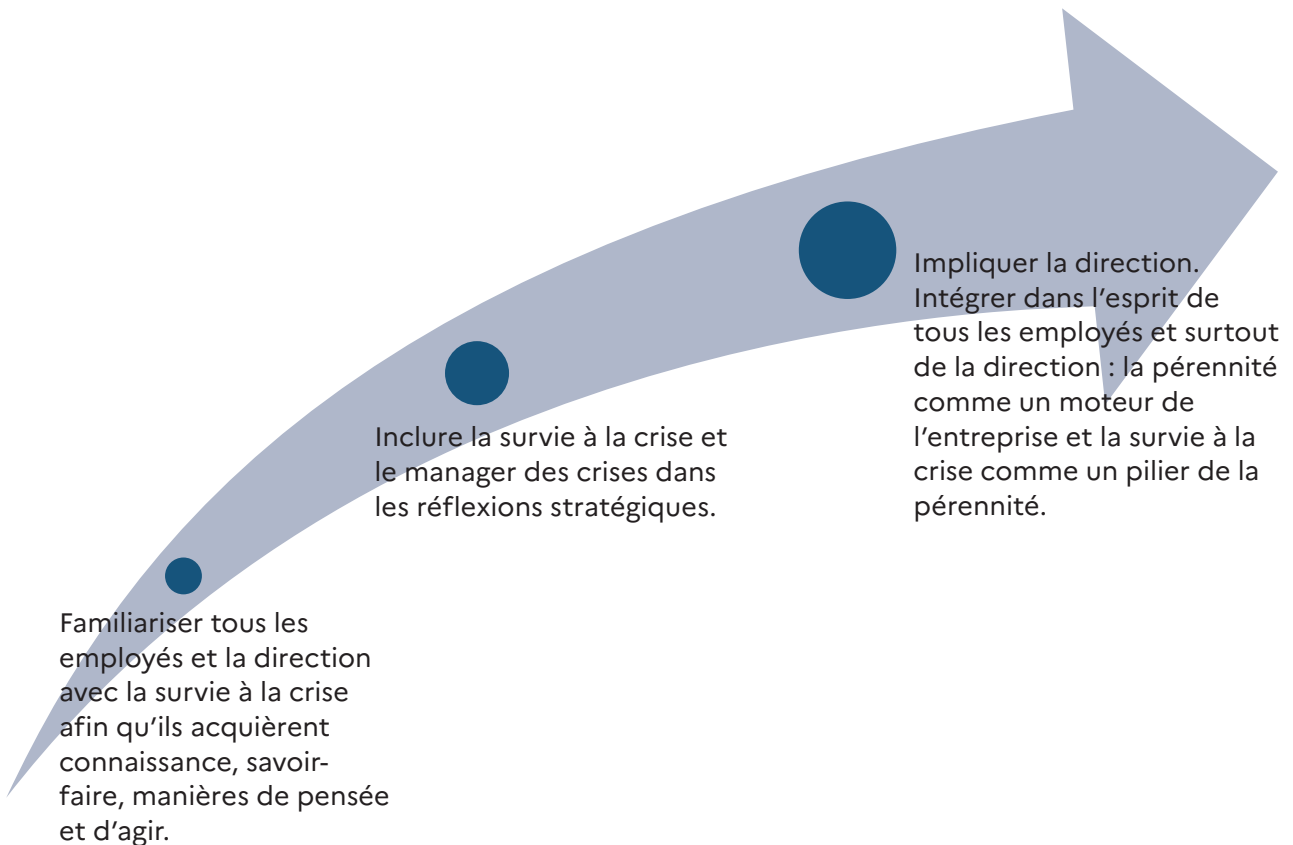 Familiariser tous les
employés et la direction
avec la survie à la crise
afin qu’ils acquièrent
connaissance, savoir-
faire, manières de pensée
et d’agir.
Inclure la survie à la crise et
le manager des crises dans
les réflexions stratégiques.
Impliquer la direction.
Intégrer dans l’esprit de
tous les employés et surtout
de la direction : la pérennité
comme un moteur de
l’entreprise et la survie à la
crise comme un pilier de la
pérennité.